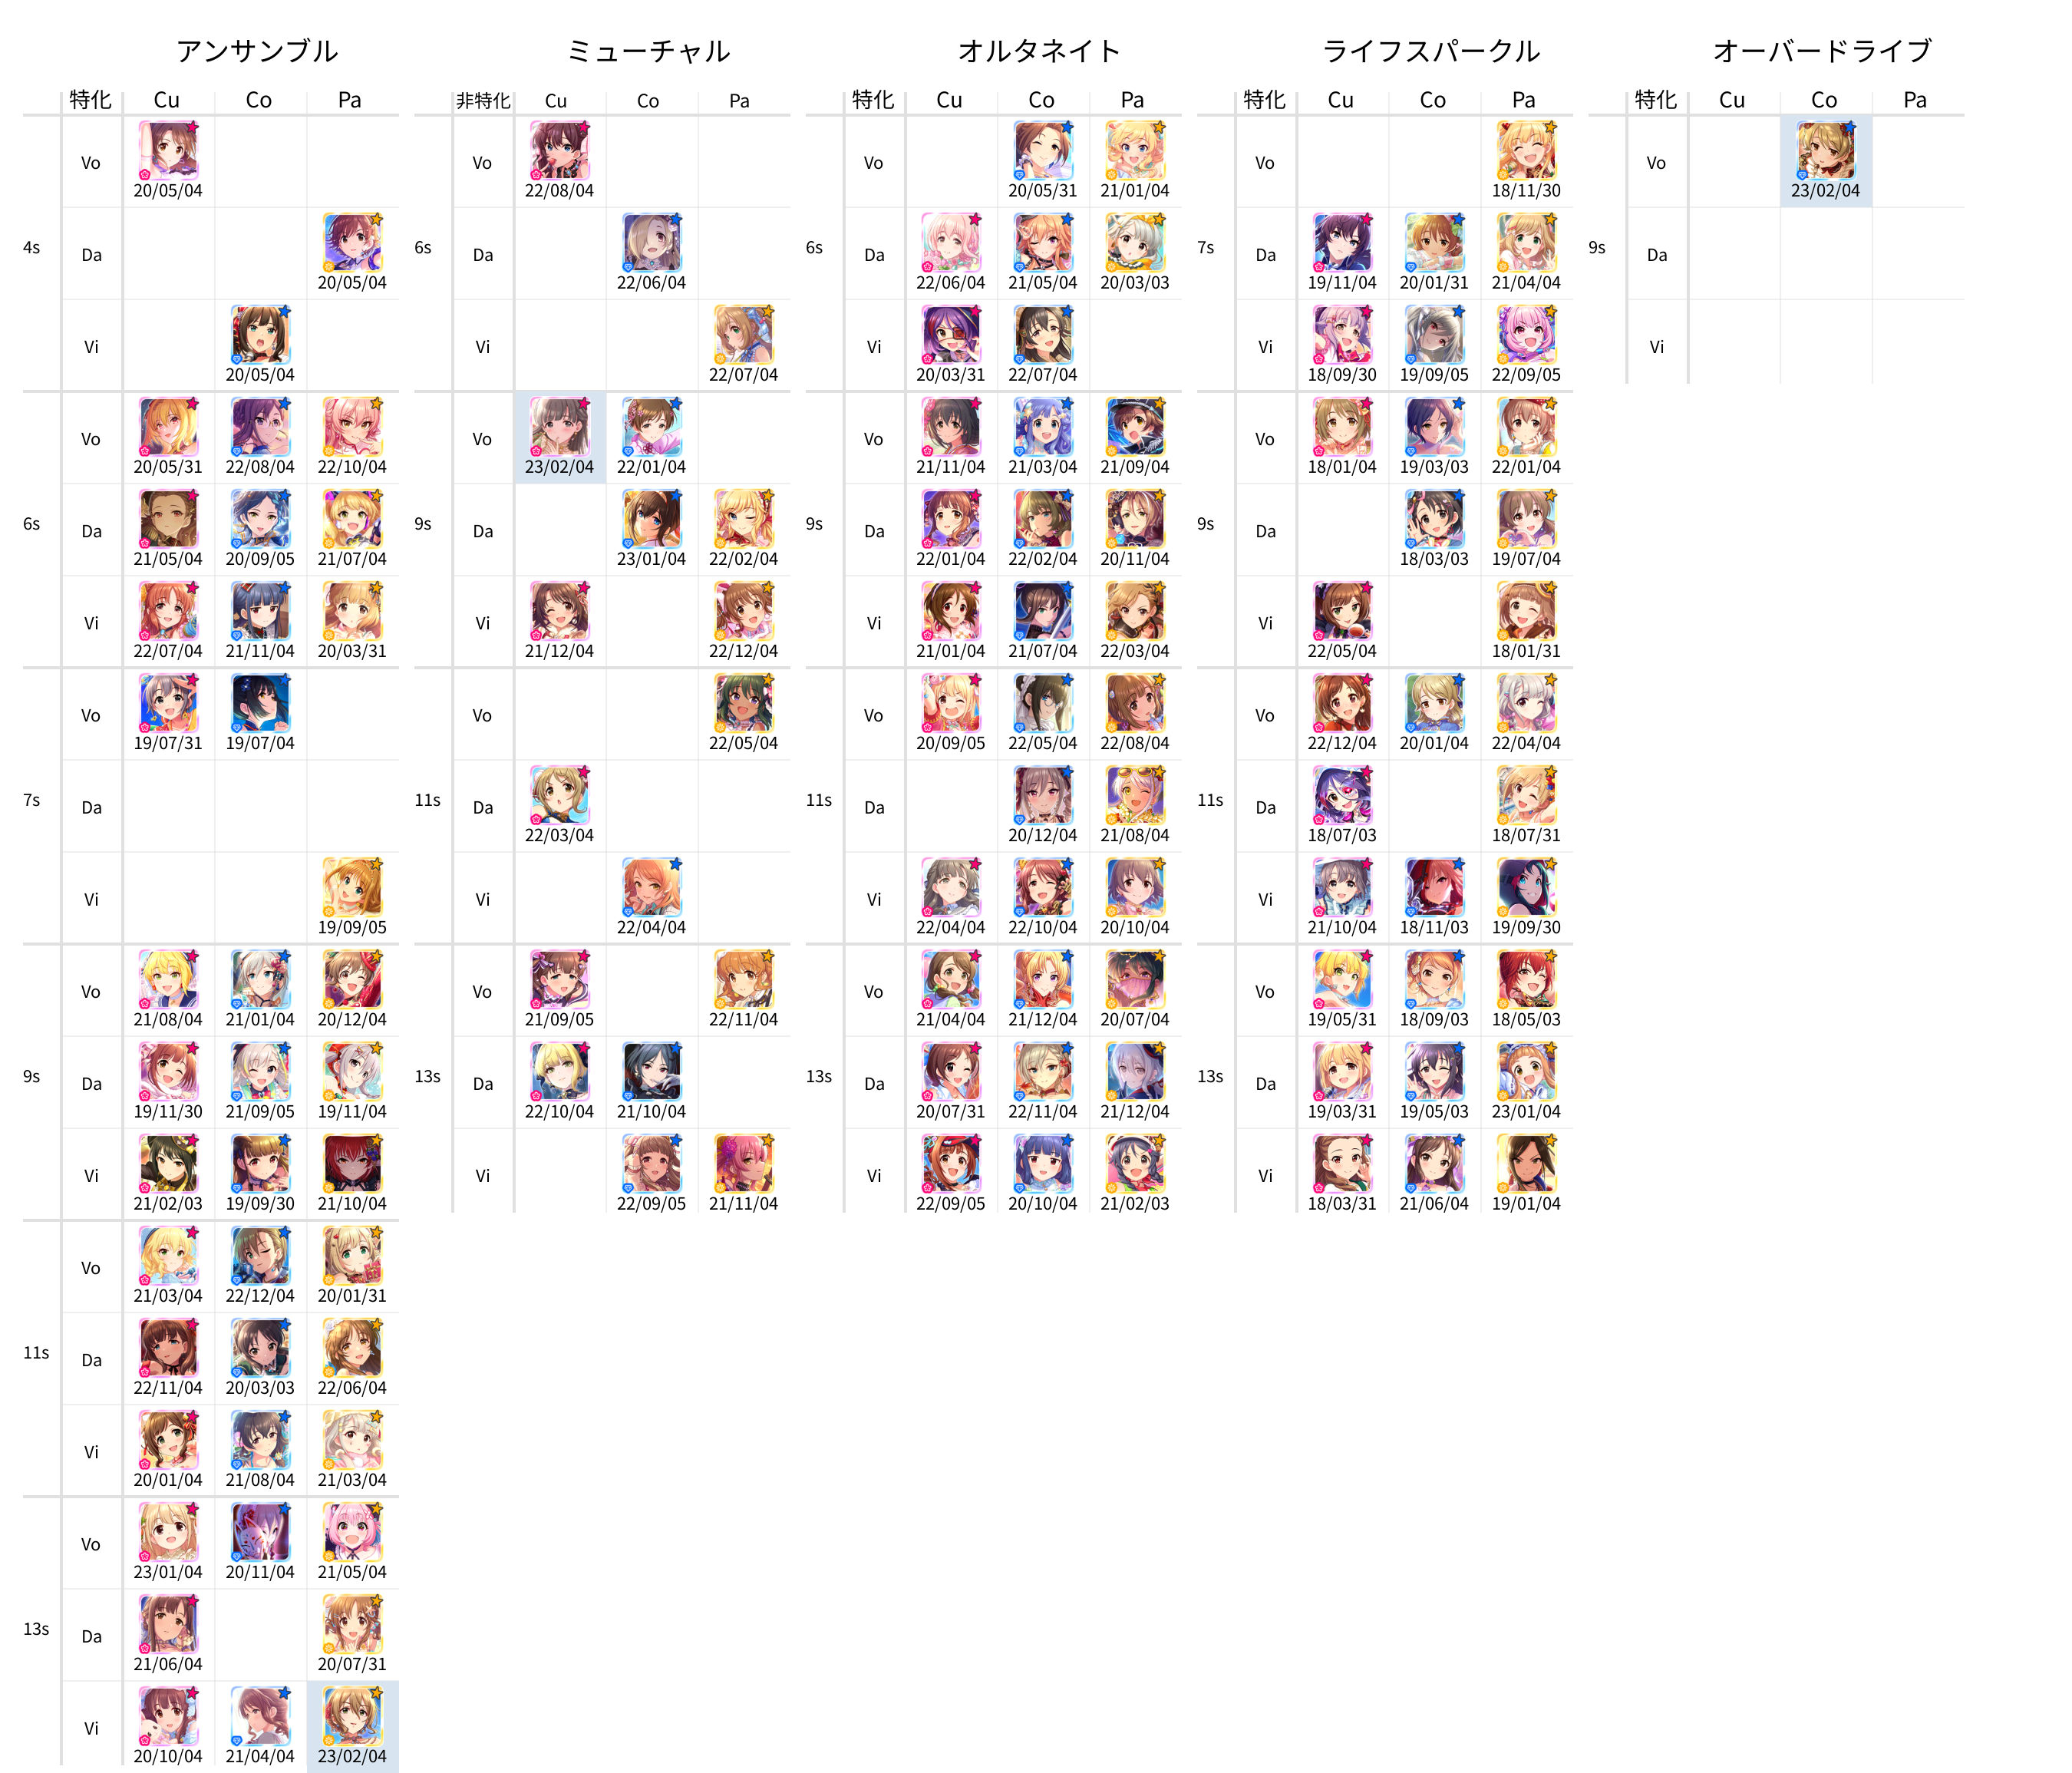 アンサンブル ミューチャル オルタネイト ライフスパークル オーバードライブ
特化 Cu Co Pa 非特化 Cu Co Pa 特化 Cu Co Pa 特化 Cu Co Pa 特化 Cu Co Pa
Vo Vo Vo Vo Vo
20/05/04 22/08/04 20/05/31 21/01/04 18/11/30 23/02/04
4s Da 6s Da 6s Da 7s Da 9s Da
20/05/04 22/06/04 22/06/04 21/05/04 20/03/03 19/11/04 20/01/31 21/04/04
Vi Vi Vi Vi Vi
20/05/04 22/07/04 20/03/31 22/07/04 18/09/30 19/09/05 22/09/05
Vo Vo Vo Vo
20/05/31 22/08/04 22/10/04 23/02/04 22/01/04 21/11/04 21/03/04 21/09/04 18/01/04 19/03/03 22/01/04
6s Da 9s Da 9s Da 9s Da
21/05/04 20/09/05 21/07/04 23/01/04 22/02/04 22/01/04 22/02/04 20/11/04 18/03/03 19/07/04
Vi Vi Vi Vi
22/07/04 21/11/04 20/03/31 21/12/04 22/12/04 21/01/04 21/07/04 22/03/04 22/05/04 18/01/31
Vo Vo Vo Vo
19/07/31 19/07/04 22/05/04 20/09/05 22/05/04 22/08/04 22/12/04 20/01/04 22/04/04
7s Da 11s Da 11s Da 11s Da
22/03/04 20/12/04 21/08/04 18/07/03 18/07/31
Vi Vi Vi Vi
19/09/05 22/04/04 22/04/04 22/10/04 20/10/04 21/10/04 18/11/03 19/09/30
Vo Vo Vo Vo
21/08/04 21/01/04 20/12/04 21/09/05 22/11/04 21/04/04 21/12/04 20/07/04 19/05/31 18/09/03 18/05/03
9s Da 13s Da 13s Da 13s Da
19/11/30 21/09/05 19/11/04 22/10/04 21/10/04 20/07/31 22/11/04 21/12/04 19/03/31 19/05/03 23/01/04
Vi Vi Vi Vi
21/02/03 19/09/30 21/10/04 22/09/05 21/11/04 22/09/05 20/10/04 21/02/03 18/03/31 21/06/04 19/01/04
Vo
21/03/04 22/12/04 20/01/31
11s Da
22/11/04 20/03/03 22/06/04
Vi
20/01/04 21/08/04 21/03/04
Vo
23/01/04 20/11/04 21/05/04
13s Da
21/06/04 20/07/31
Vi
20/10/04 21/04/04 23/02/04